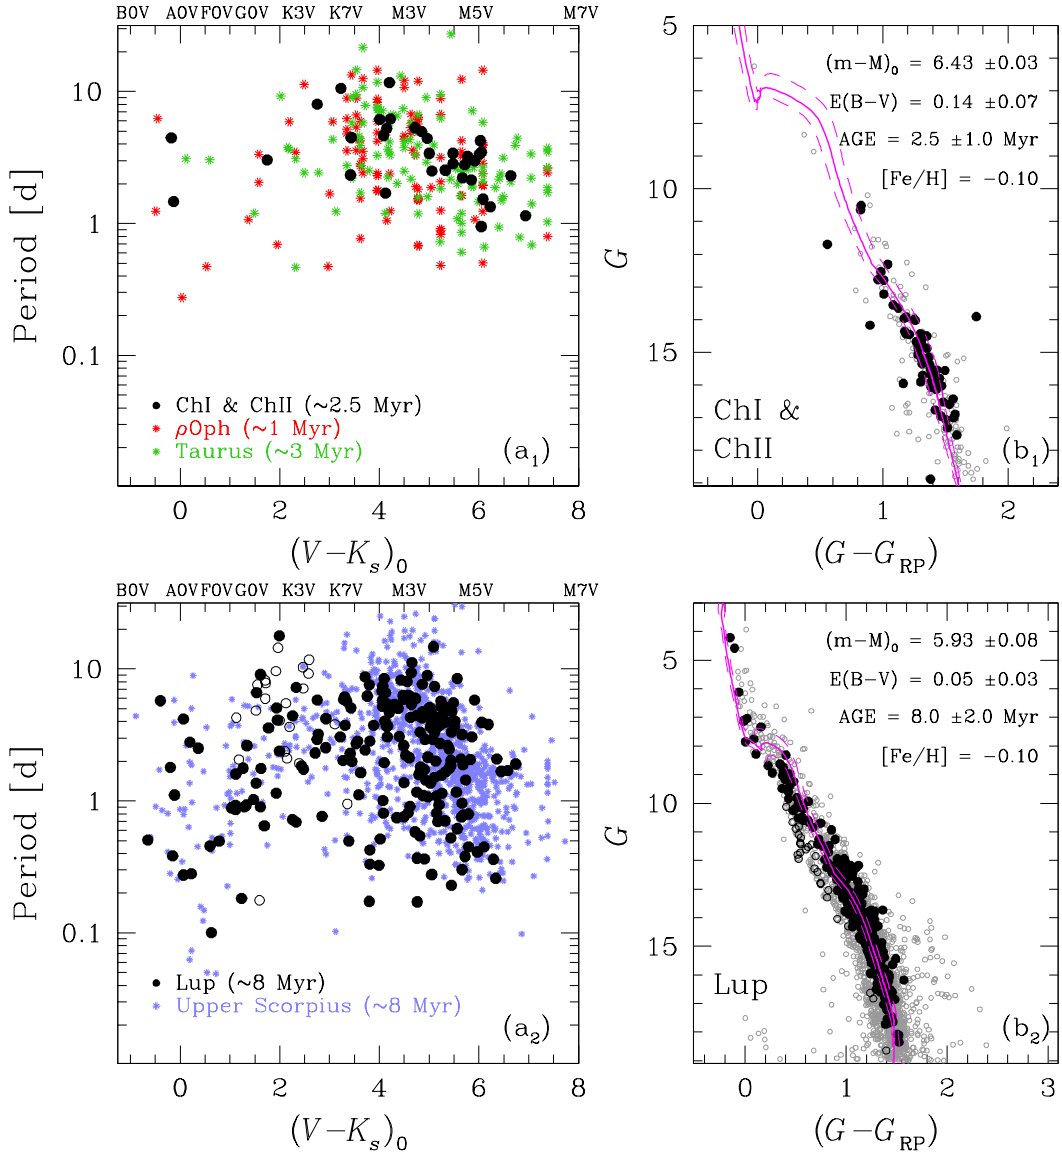 B0V A0V F0V G0V K3V K7V M3V M5V M7V
10
1
0.1
Period [d]
● ChI & ChII (~2.5 Myr)
✷ ρOph (~1 Myr)
✷ Taurus (~3 Myr)
(a₁)
0 2 4 6 8
(V−Kₛ)₀
5
10
15
G
(m−M)₀ = 6.43 ±0.03
E(B−V) = 0.14 ±0.07
AGE = 2.5 ±1.0 Myr
[Fe/H] = −0.10
ChI &
ChII
(b₁)
0 1 2
(G−G_RP)
B0V A0V F0V G0V K3V K7V M3V M5V M7V
10
1
0.1
Period [d]
● Lup (~8 Myr)
✷ Upper Scorpius (~8 Myr)
(a₂)
0 2 4 6 8
(V−Kₛ)₀
5
10
15
G
(m−M)₀ = 5.93 ±0.08
E(B−V) = 0.05 ±0.03
AGE = 8.0 ±2.0 Myr
[Fe/H] = −0.10
Lup
(b₂)
0 1 2 3
(G−G_RP)